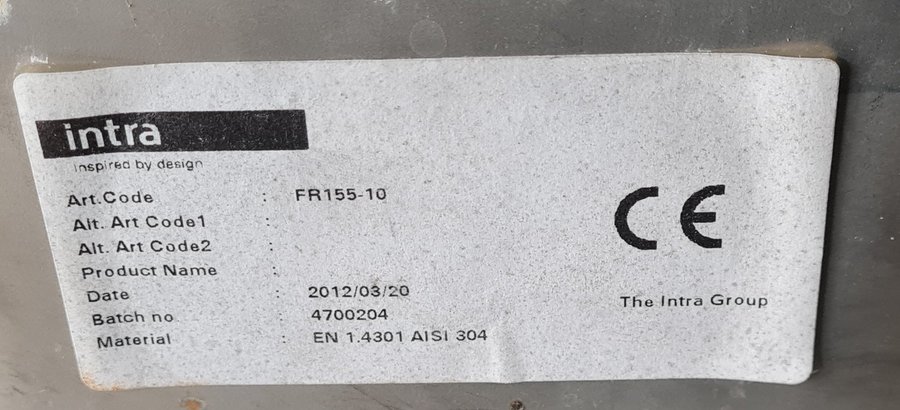 intra
inspired by design
Art.Code : FR155-10
Alt. Art Code1 :
Alt. Art Code2 :
Product Name :
Date : 2012/03/20
Batch no : 4700204
Material : EN 1.4301 AISI 304
CE
The Intra Group